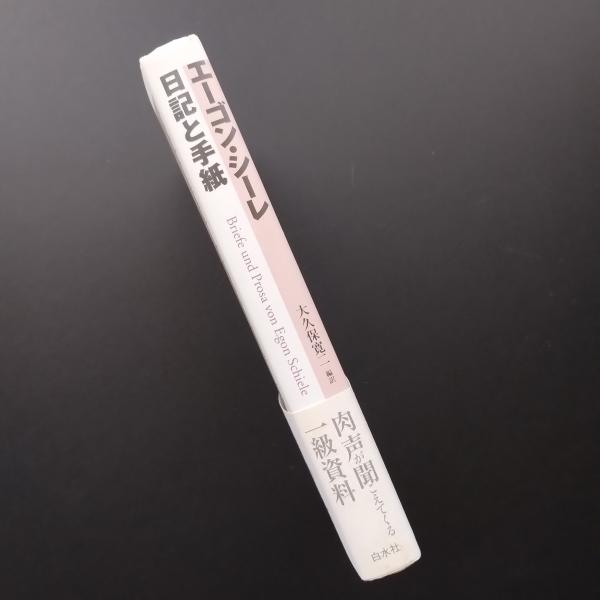 エーゴン・シーレ
日記と手紙
Briefe und Prosa von Egon Schiele
大久保寛二 編訳
肉声が聞こえてくる
一級資料
白水社